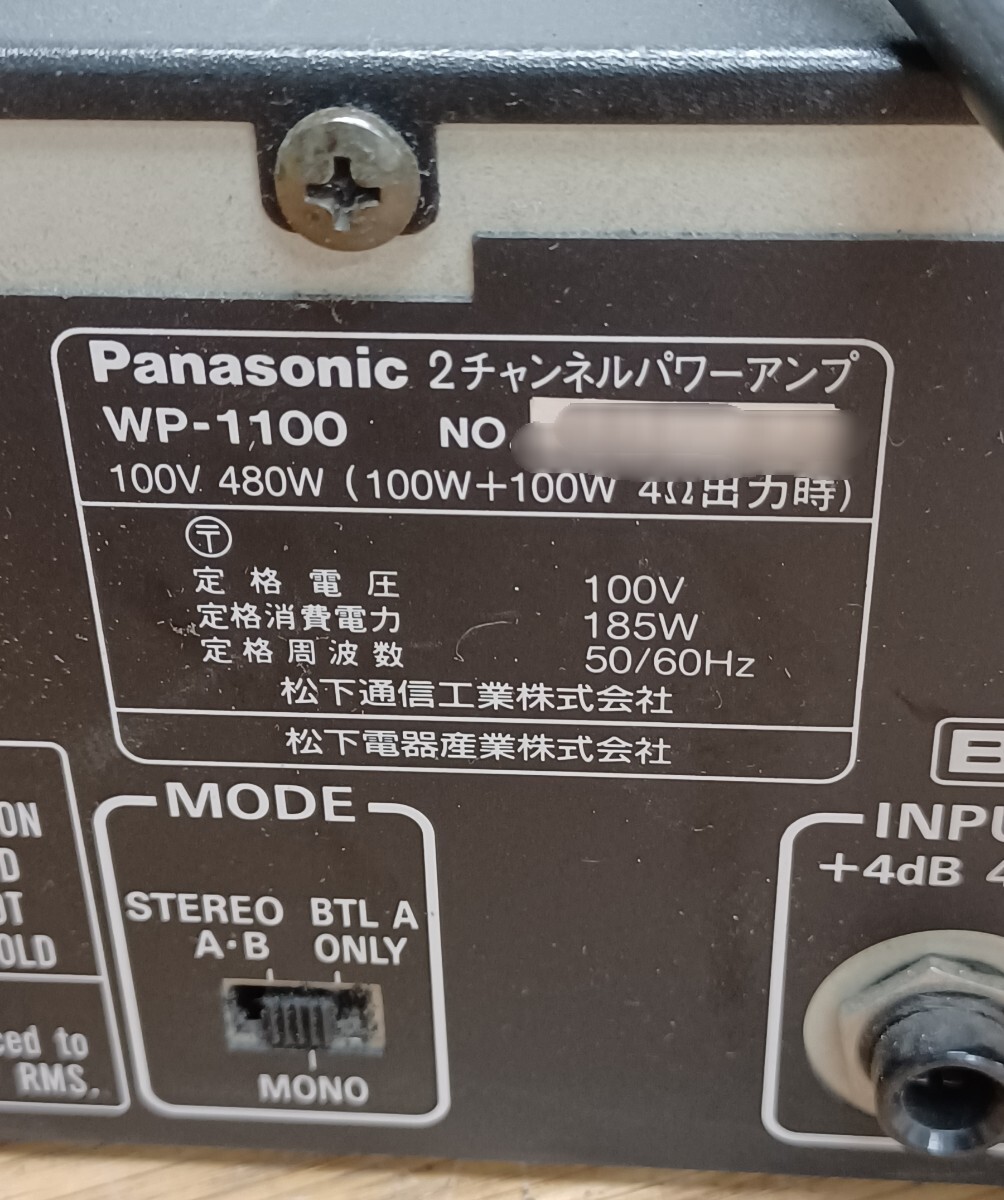 Panasonic 2チャンネルパワーアンプ
WP-1100 NO.
100V 480W (100W+100W 4Ω出力時)
〒
定格電圧 100V
定格消費電力 185W
定格周波数 50/60Hz
松下通信工業株式会社
松下電器産業株式会社
MODE
STEREO BTL A
A·B ONLY
MONO
+4dB
to
RMS.